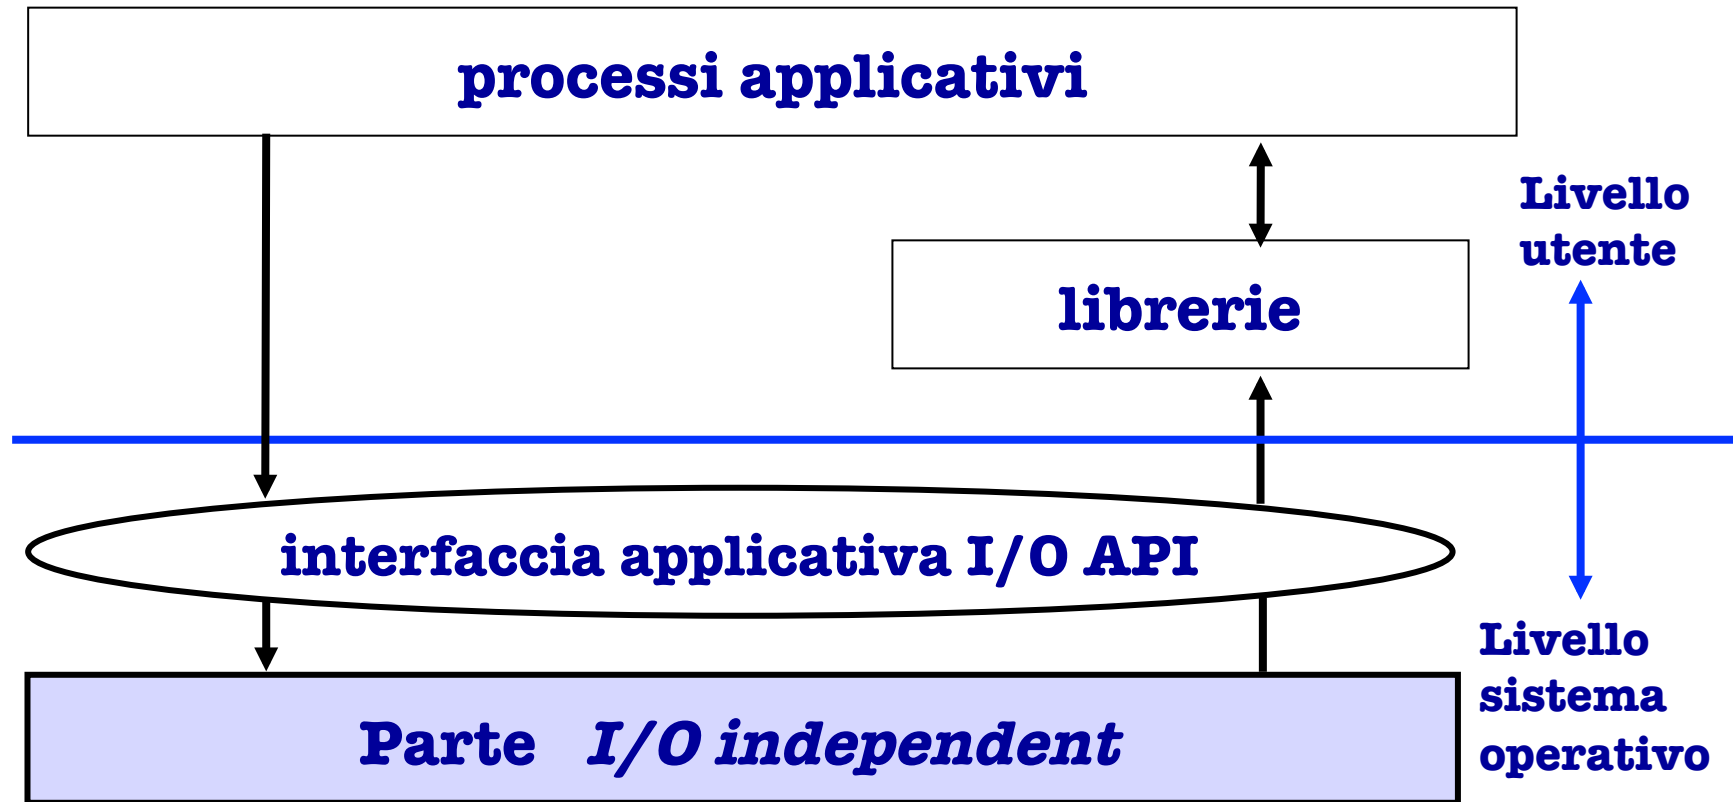 processi applicativi
Livello
utente
librerie
interfaccia applicativa I/O API
Livello
sistema
operativo
Parte I/O independent